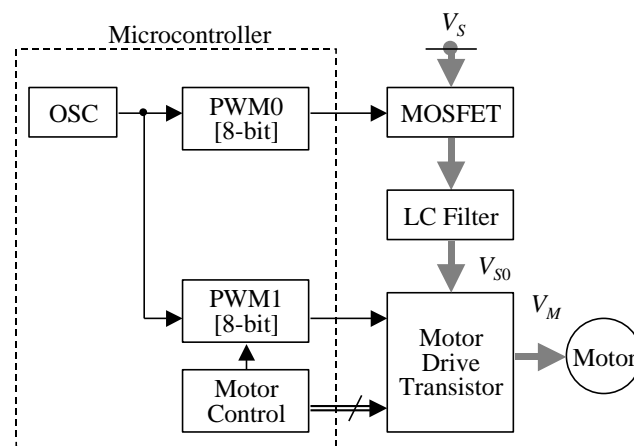 Microcontroller
V_S
OSC
PWM0
[8-bit]
MOSFET
LC Filter
V_S0
PWM1
[8-bit]
V_M
Motor
Drive
Transistor
Motor
Motor
Control